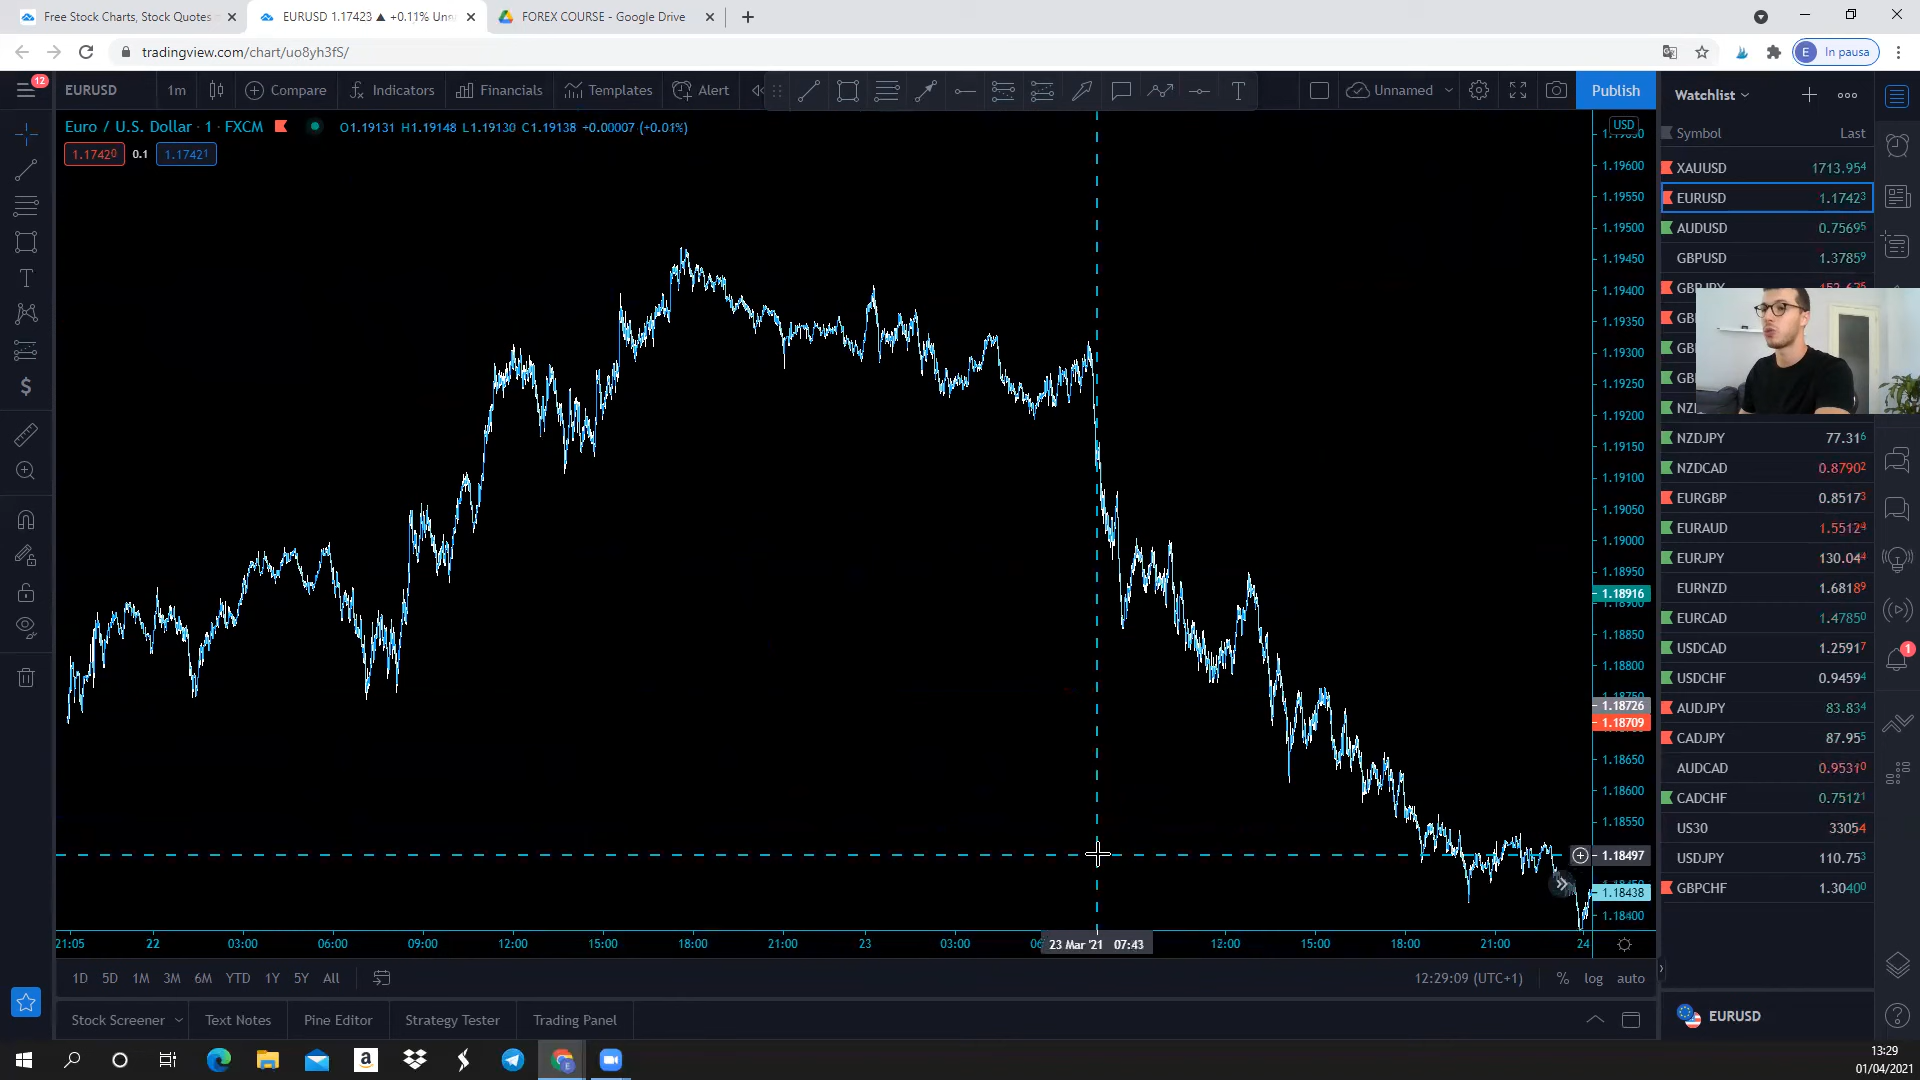 Free Stock Charts, Stock Quotes
EURUSD 1.17423 ▲ +0.11% Unn
FOREX COURSE - Google Drive
tradingview.com/chart/uo8yh3fS/
E In pausa
12
EURUSD
1m
Compare
Indicators
Financials
Templates
Alert
Unnamed
Publish
Euro / U.S. Dollar · 1 · FXCM
O1.19131 H1.19148 L1.19130 C1.19138 +0.00007 (+0.01%)
1.17420
0.1
1.17421
USD
1.19600
1.19550
1.19500
1.19450
1.19400
1.19350
1.19300
1.19250
1.19200
1.19150
1.19100
1.19050
1.19000
1.18950
1.18916
1.18900
1.18850
1.18800
1.18750
1.18726
1.18709
1.18650
1.18600
1.18550
1.18497
1.18438
1.18400
21:05
22
03:00
06:00
09:00
12:00
15:00
18:00
21:00
23
03:00
23 Mar '21 07:43
12:00
15:00
18:00
21:00
24
1D
5D
1M
3M
6M
YTD
1Y
5Y
All
12:29:09 (UTC+1)
%
log
auto
Stock Screener
Text Notes
Pine Editor
Strategy Tester
Trading Panel
Watchlist
Symbol Last
XAUUSD 1713.954
EURUSD 1.17423
AUDUSD 0.75695
GBPUSD 1.37859
GBPJPY
NZDJPY 77.316
NZDCAD 0.87902
EURGBP 0.85173
EURAUD 1.55124
EURJPY 130.044
EURNZD 1.68189
EURCAD 1.47850
USDCAD 1.25917
USDCHF 0.94594
AUDJPY 83.834
CADJPY 87.955
AUDCAD 0.95310
CADCHF 0.75121
US30 33054
USDJPY 110.753
GBPCHF 1.30400
1
EURUSD
13:29
01/04/2021